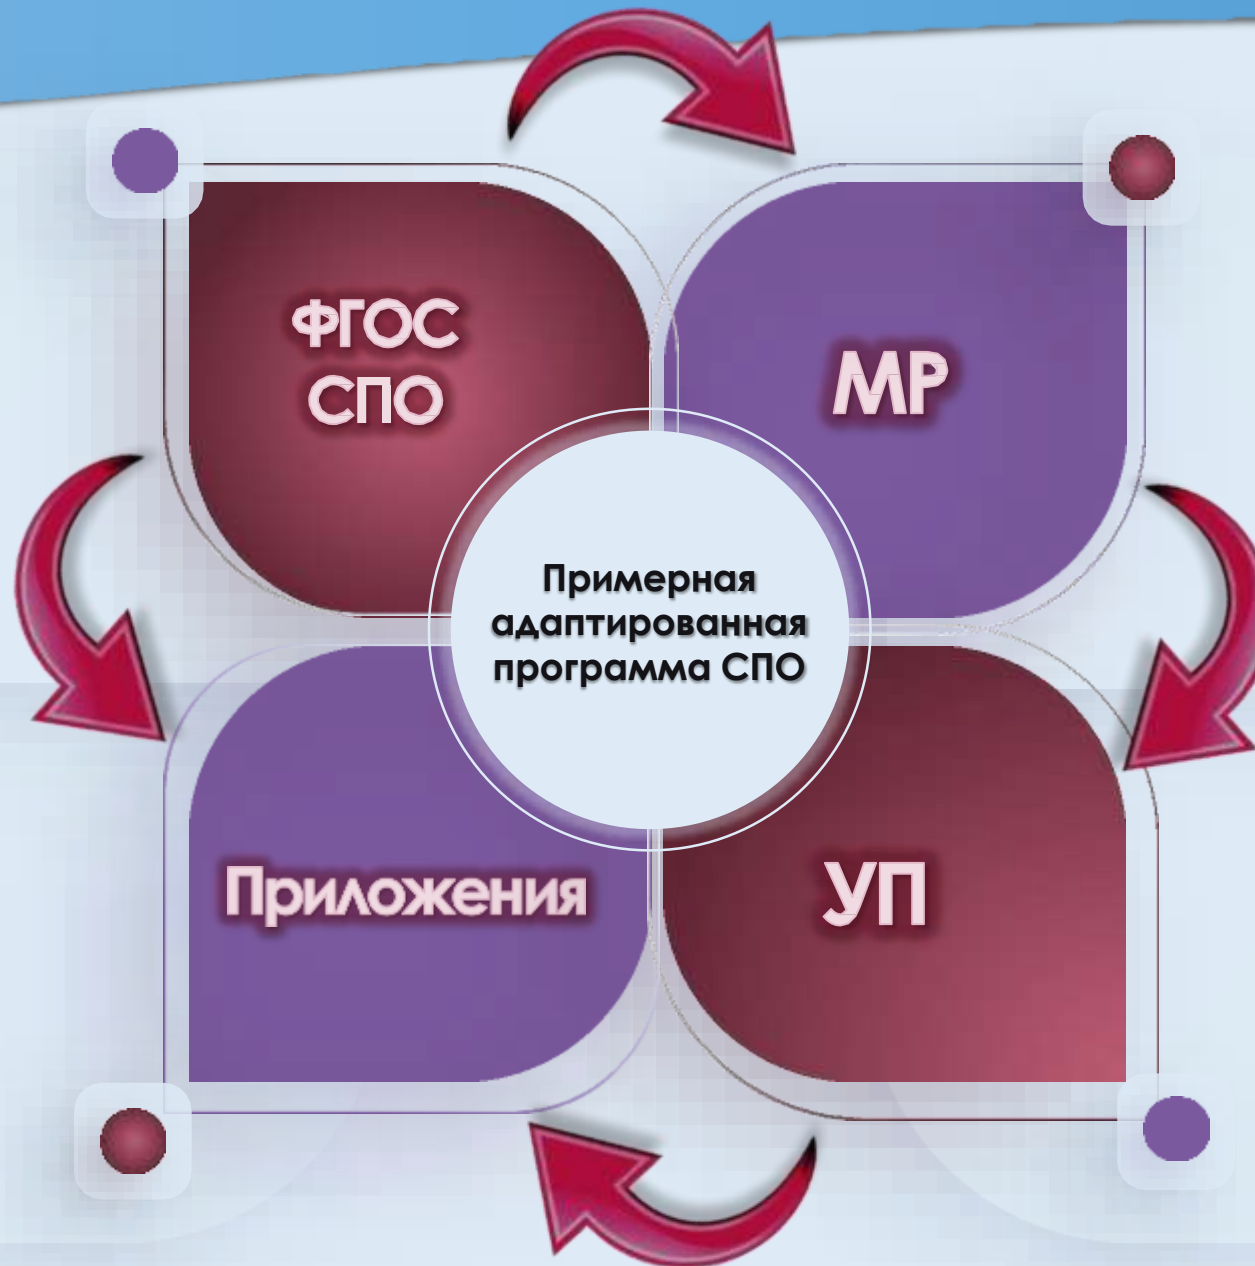 ФГОС
СПО
МР
Примерная
адаптированная
программа СПО
Приложения
УП